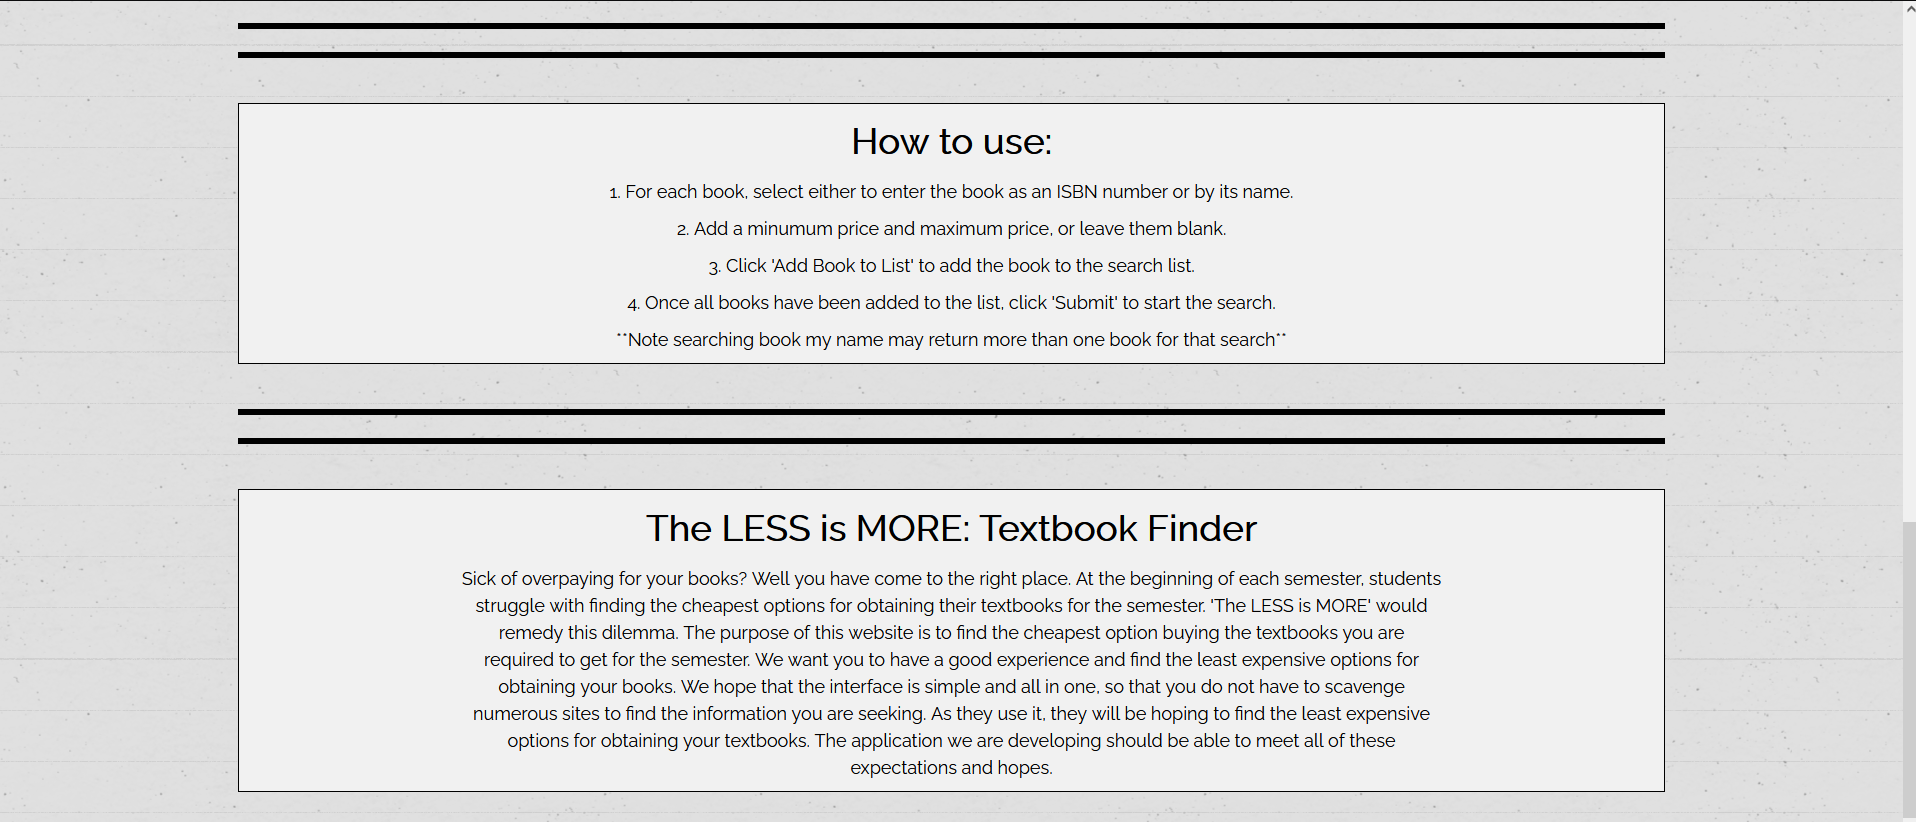 How to use:
1. For each book, select either to enter the book as an ISBN number or by its name.
2. Add a minumum price and maximum price, or leave them blank.
3. Click 'Add Book to List' to add the book to the search list.
4. Once all books have been added to the list, click 'Submit' to start the search.
**Note searching book my name may return more than one book for that search**
The LESS is MORE: Textbook Finder
Sick of overpaying for your books? Well you have come to the right place. At the beginning of each semester, students
struggle with finding the cheapest options for obtaining their textbooks for the semester. 'The LESS is MORE' would
remedy this dilemma. The purpose of this website is to find the cheapest option buying the textbooks you are
required to get for the semester. We want you to have a good experience and find the least expensive options for
obtaining your books. We hope that the interface is simple and all in one, so that you do not have to scavenge
numerous sites to find the information you are seeking. As they use it, they will be hoping to find the least expensive
options for obtaining your textbooks. The application we are developing should be able to meet all of these
expectations and hopes.